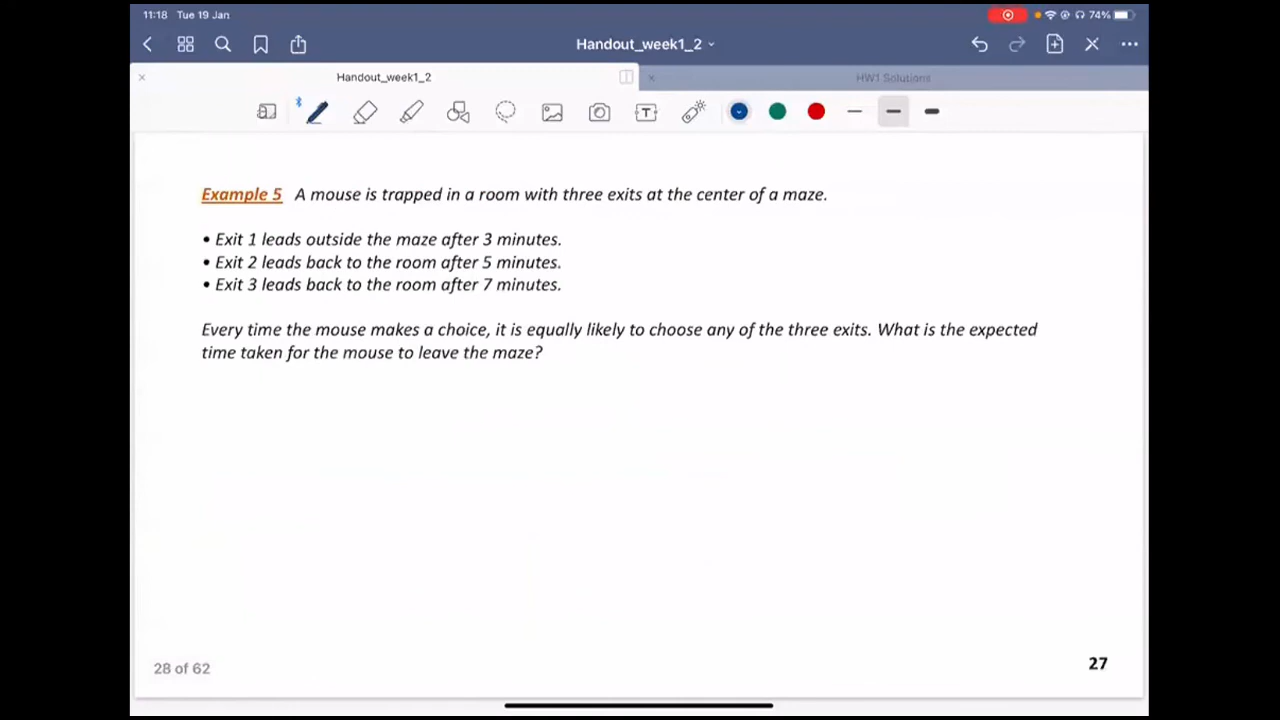 11:18 Tue 19 Jan 74%
Handout_week1_2
Handout_week1_2 HW1 Solutions
Example 5 A mouse is trapped in a room with three exits at the center of a maze.
• Exit 1 leads outside the maze after 3 minutes.
• Exit 2 leads back to the room after 5 minutes.
• Exit 3 leads back to the room after 7 minutes.
Every time the mouse makes a choice, it is equally likely to choose any of the three exits. What is the expected
time taken for the mouse to leave the maze?
28 of 62 27